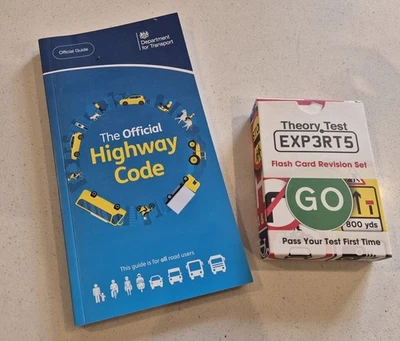 Official Guide
Department
for Transport
The Official
Highway
Code
This guide is for all road users
Theory Test
EXP3RT5
Flash Card Revision Set
GO
800 yds
Pass Your Test First Time